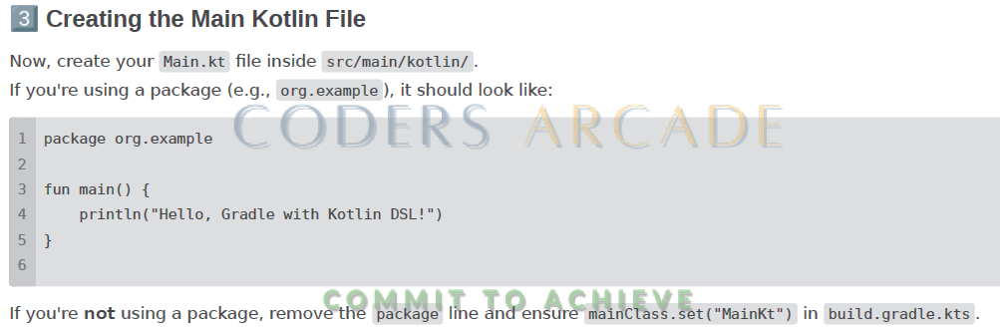 3 Creating the Main Kotlin File
Now, create your Main.kt file inside src/main/kotlin/.
If you're using a package (e.g., org.example), it should look like:
CODERS ARCADE
1 package org.example
2
3 fun main() {
4     println("Hello, Gradle with Kotlin DSL!")
5 }
6
COMMIT TO ACHIEVE
If you're not using a package, remove the package line and ensure mainClass.set("MainKt") in build.gradle.kts.